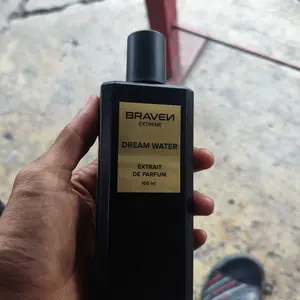 BRAVEN
EXTREME
DREAM WATER
EXTRAIT
DE PARFUM
100 ml